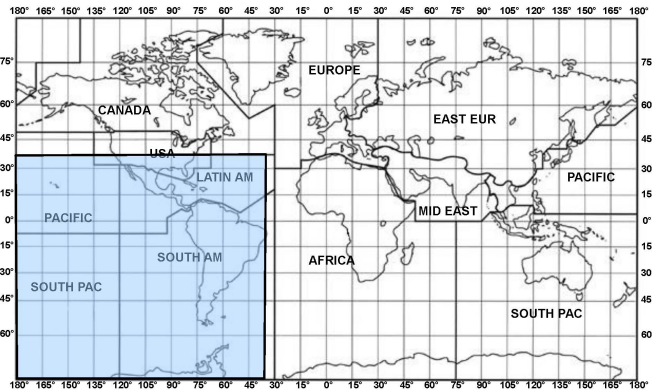 180° 165° 150° 135° 120° 105° 90° 75° 60° 45° 30° 15° 0° 15° 30° 45° 60° 75° 90° 105° 120° 135° 150° 165° 180°
75° 75
EUROPE
60° 60
CANADA
EAST EUR
45° 45
USA
30° 30
LATIN AM PACIFIC
15° 15
MID EAST
PACIFIC
0° 0°
15° 15
SOUTH AM AFRICA
30° 30
SOUTH PAC
45° 45
SOUTH PAC
60° 60
180° 165° 150° 135° 120° 105° 90° 75° 60° 45° 30° 15° 0° 15° 30° 45° 60° 75° 90° 105° 120° 135° 150° 165° 180°